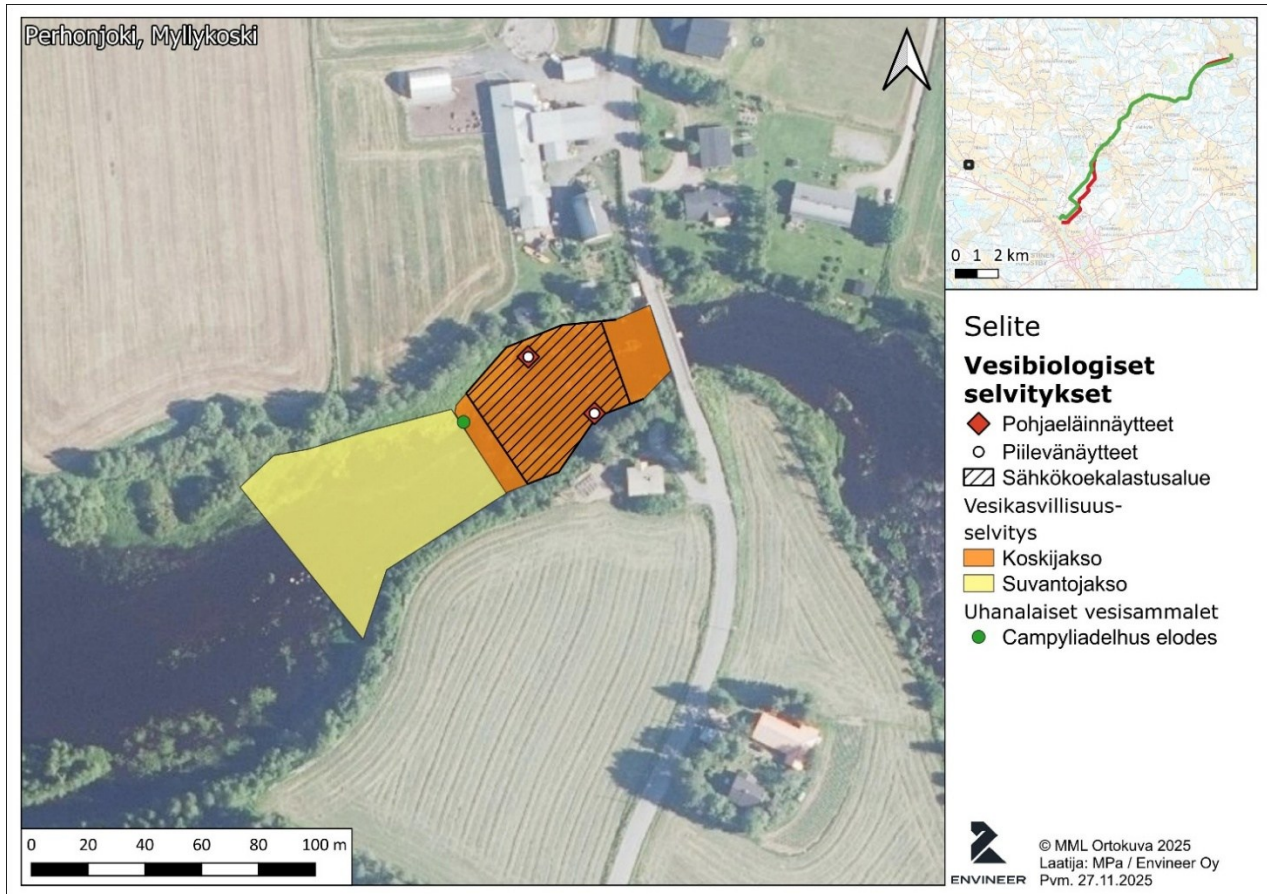 Perhonjoki, Myllykoski
0 1 2 km
Selite
Vesibiologiset
selvitykset
Pohjaeläinnäytteet
Piilevänäytteet
Sähkökoekalastusalue
Vesikasvillisuus-
selvitys
Koskijakso
Suvantojakso
Uhanalaiset vesisammalet
Campyliadelhus elodes
0 20 40 60 80 100 m
ENVINEER
© MML Ortokuva 2025
Laatija: MPa / Envineer Oy
Pvm. 27.11.2025